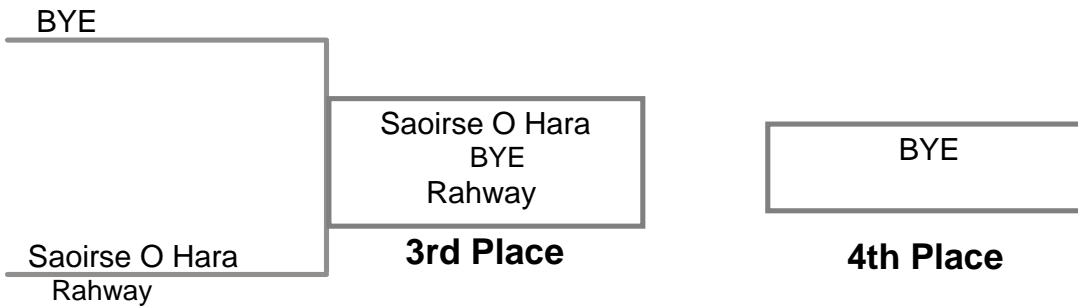 BYE
Saoirse O Hara
BYE
Rahway
3rd Place
Saoirse O Hara
Rahway
BYE
4th Place